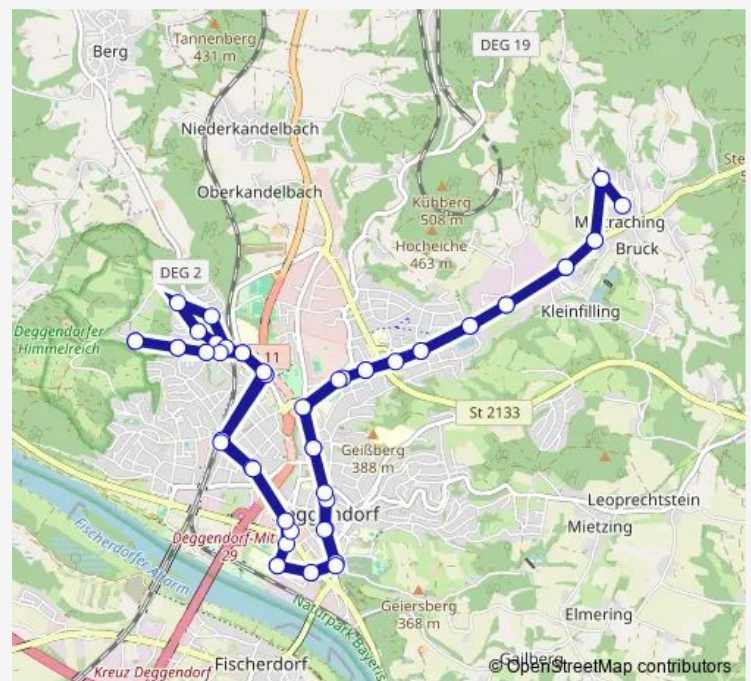 Tannenberg
431 m
Berg
DEG 19
Niederkandelbach
Oberkandelbach
Kühberg
508 m
Hocheiche
463 m
Bruck
DEG 2
Kleinfilling
Deggendorfer
Himmelreich
11
St 2133
Geißberg
388 m
Leoprechtstein
Mietzing
Deggendorf-Mit
29
Fischerdorfer Altarm
Naturpark Bayeris
Geiersberg
368 m
Elmering
Fischerdorf
Kreuz Deggendorf
© OpenStreetMap contributors